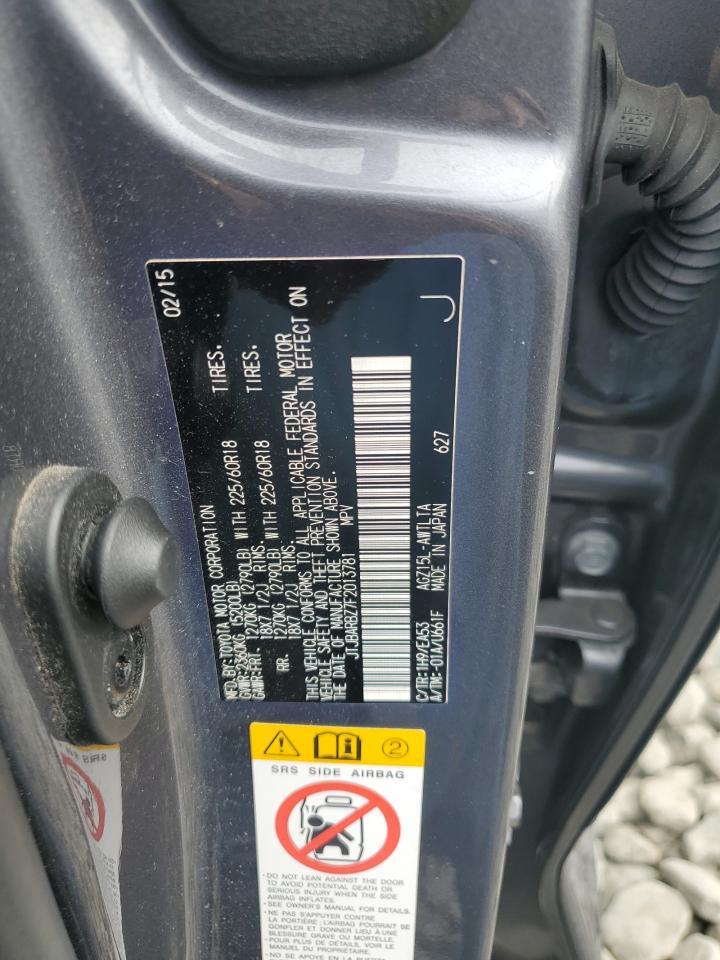 MFD.BY:TOYOTA MOTOR CORPORATION 02/15
GVWR:2360KG (5200LB)
GAWR:FRT. 1270KG (2790LB) WITH 225/60R18 TIRES.
18X7 1/2J RIMS.
RR. 1270KG (2790LB) WITH 225/60R18 TIRES.
18X7 1/2J RIMS.
THIS VEHICLE CONFORMS TO ALL APPLICABLE FEDERAL MOTOR
VEHICLE SAFETY AND THEFT PREVENTION STANDARDS IN EFFECT ON
THE DATE OF MANUFACTURE SHOWN ABOVE.
JTJBARBZ7F2013781 MPV
C/TR:1H9/EA53 AGZ15L-AWTLTA 627
A/TM:-01A/U661F MADE IN JAPAN
J
2
SRS SIDE AIRBAG
·DO NOT LEAN AGAINST THE DOOR
TO AVOID POTENTIAL DEATH OR
SERIOUS INJURY WHEN THE SIDE
AIRBAG INFLATES.
·SEE OWNER'S MANUAL FOR DETAILS.
·NE PAS S'APPUYER CONTRE
LA PORTIÈRE ; L'AIRBAG POURRAIT SE
GONFLER ET DONNER LIEU À UNE
BLESSURE GRAVE OU MORTELLE.
·POUR PLUS DE DÉTAILS, VOIR LE
MANUEL DU PROPRIÉTAIRE.